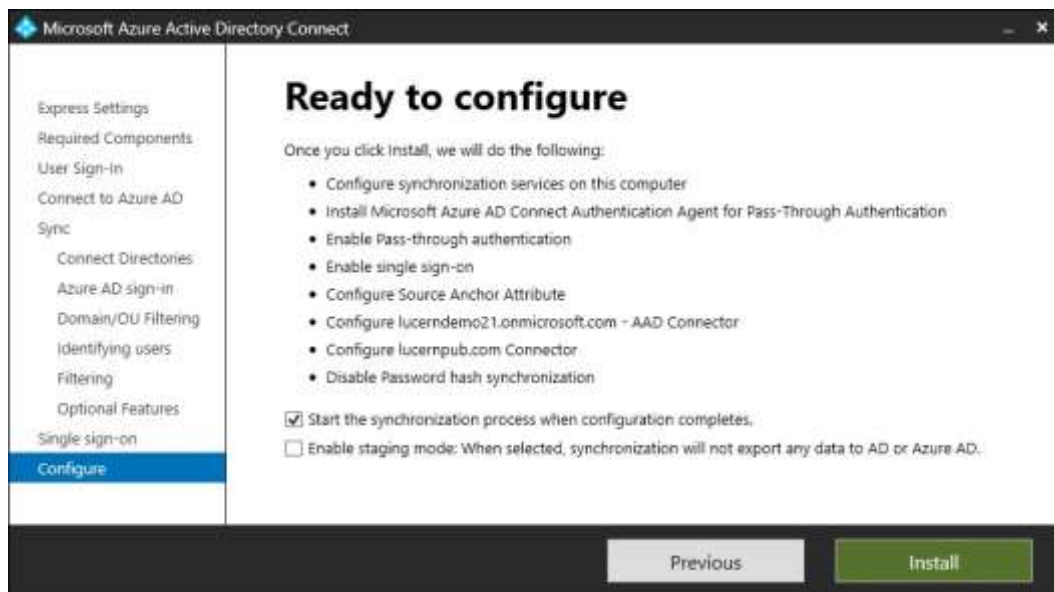 Microsoft Azure Active Directory Connect
Express Settings
Required Components
User Sign-In
Connect to Azure AD
Sync
Connect Directories
Azure AD sign-in
Domain/OU Filtering
Identifying users
Filtering
Optional Features
Single sign-on
Configure
Ready to configure
Once you click Install, we will do the following:
• Configure synchronization services on this computer
• Install Microsoft Azure AD Connect Authentication Agent for Pass-Through Authentication
• Enable Pass-through authentication
• Enable single sign-on
• Configure Source Anchor Attribute
• Configure lucerndemo21.onmicrosoft.com - AAD Connector
• Configure lucernpub.com Connector
• Disable Password hash synchronization
Start the synchronization process when configuration completes.
Enable staging mode: When selected, synchronization will not export any data to AD or Azure AD.
Previous
Install